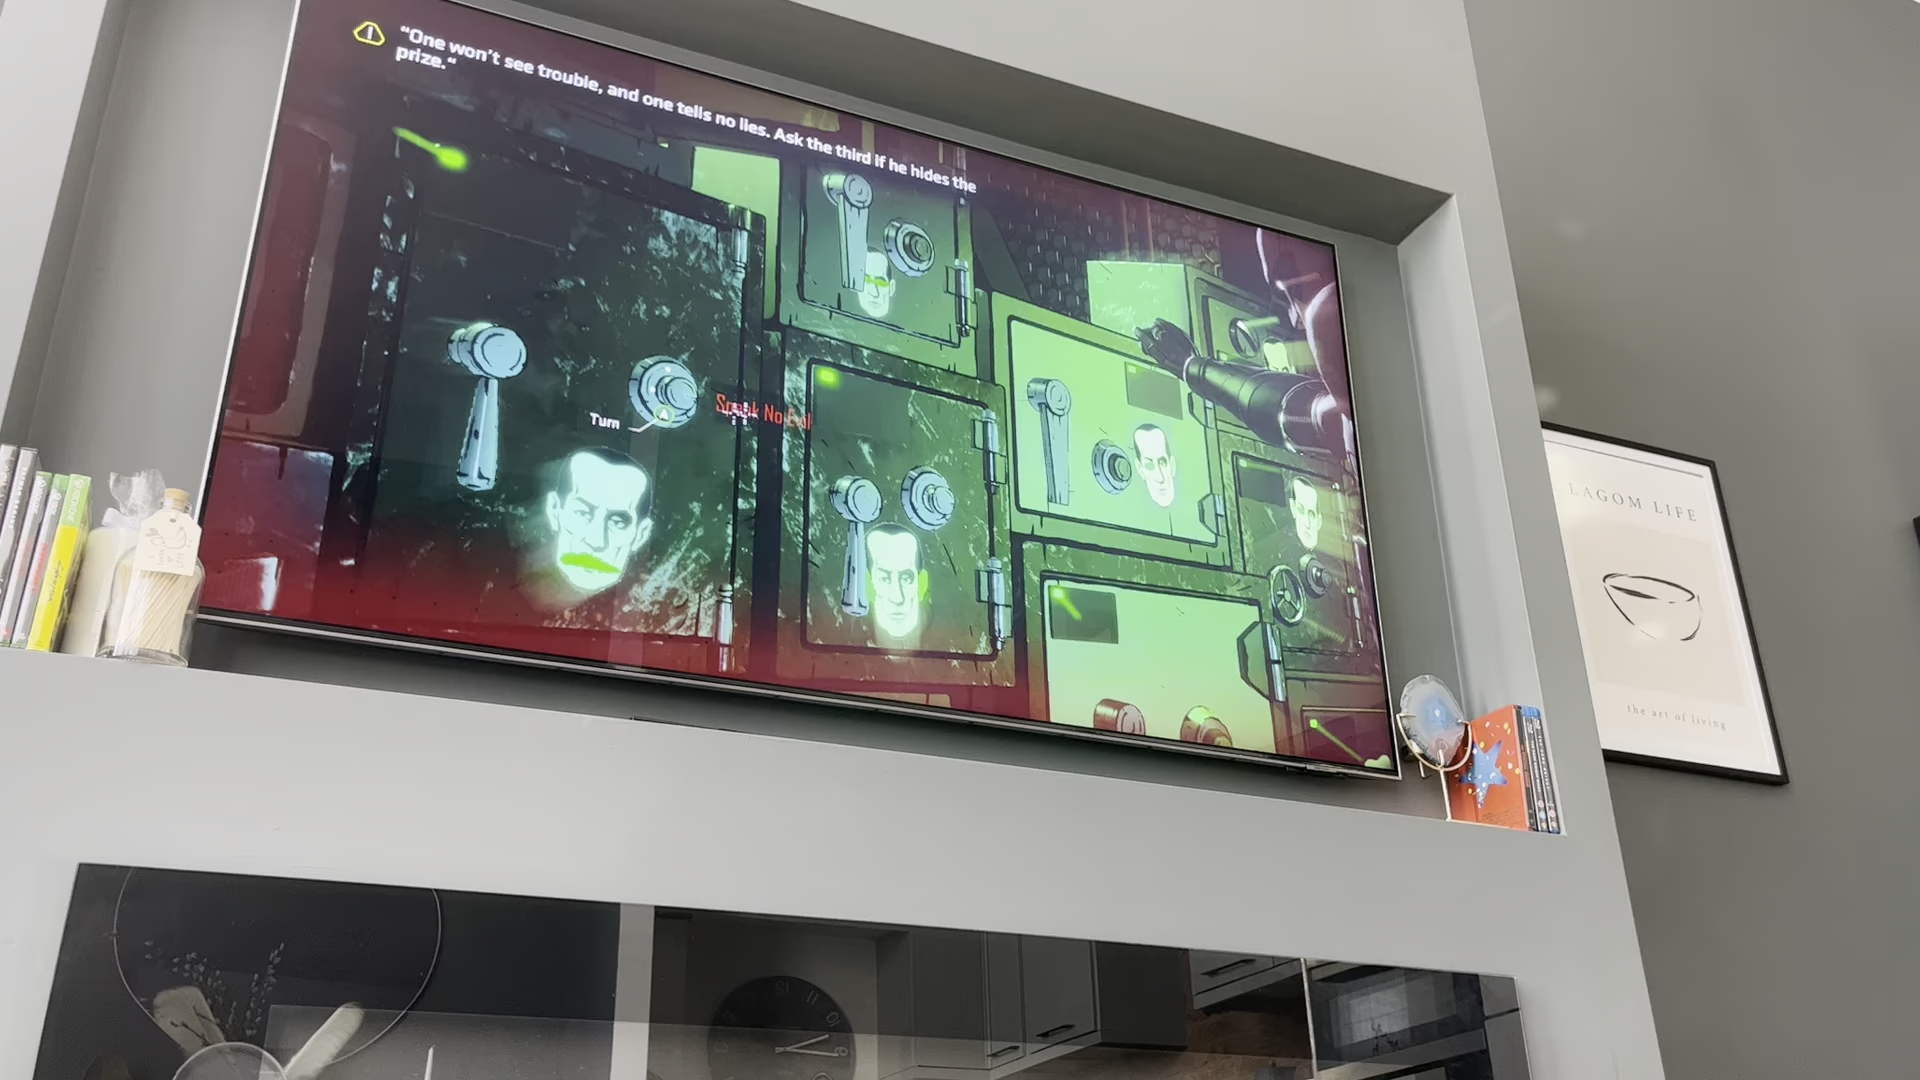 “One won’t see trouble, and one tells no lies. Ask the third if he hides the
prize.“
Turn
Speak No Evil
LAGOM LIFE
the art of living